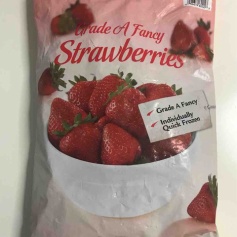 Grade A Fancy
Strawberries
Grade A Fancy
Individually
Quick Frozen